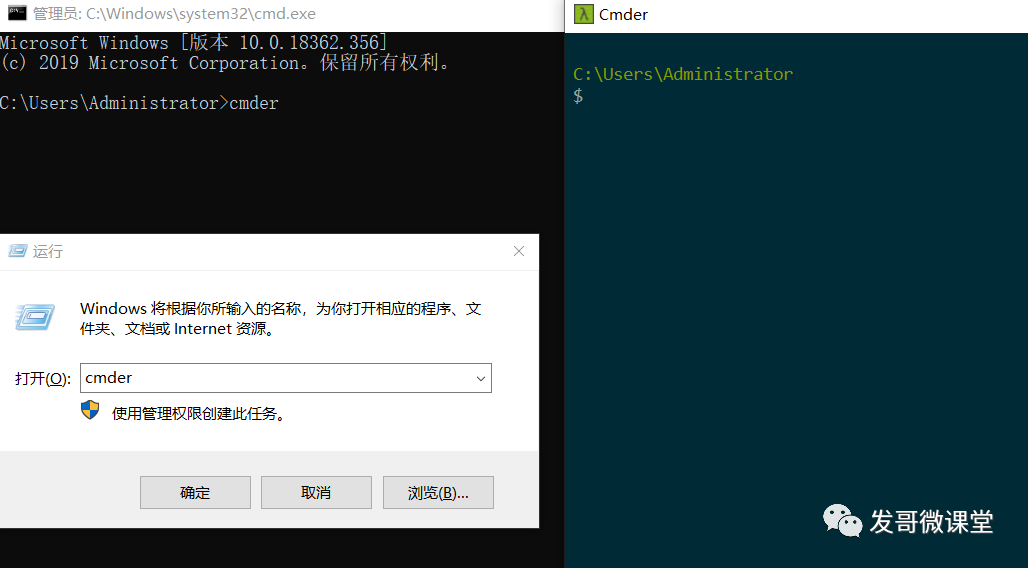 管理员: C:\Windows\system32\cmd.exe
Microsoft Windows [版本 10.0.18362.356]
(c) 2019 Microsoft Corporation。保留所有权利。
C:\Users\Administrator>cmder
运行
Windows 将根据你所输入的名称，为你打开相应的程序、文
件夹、文档或 Internet 资源。
打开(O): cmder
使用管理权限创建此任务。
确定 取消 浏览(B)...
Cmder
C:\Users\Administrator
$
发哥微课堂